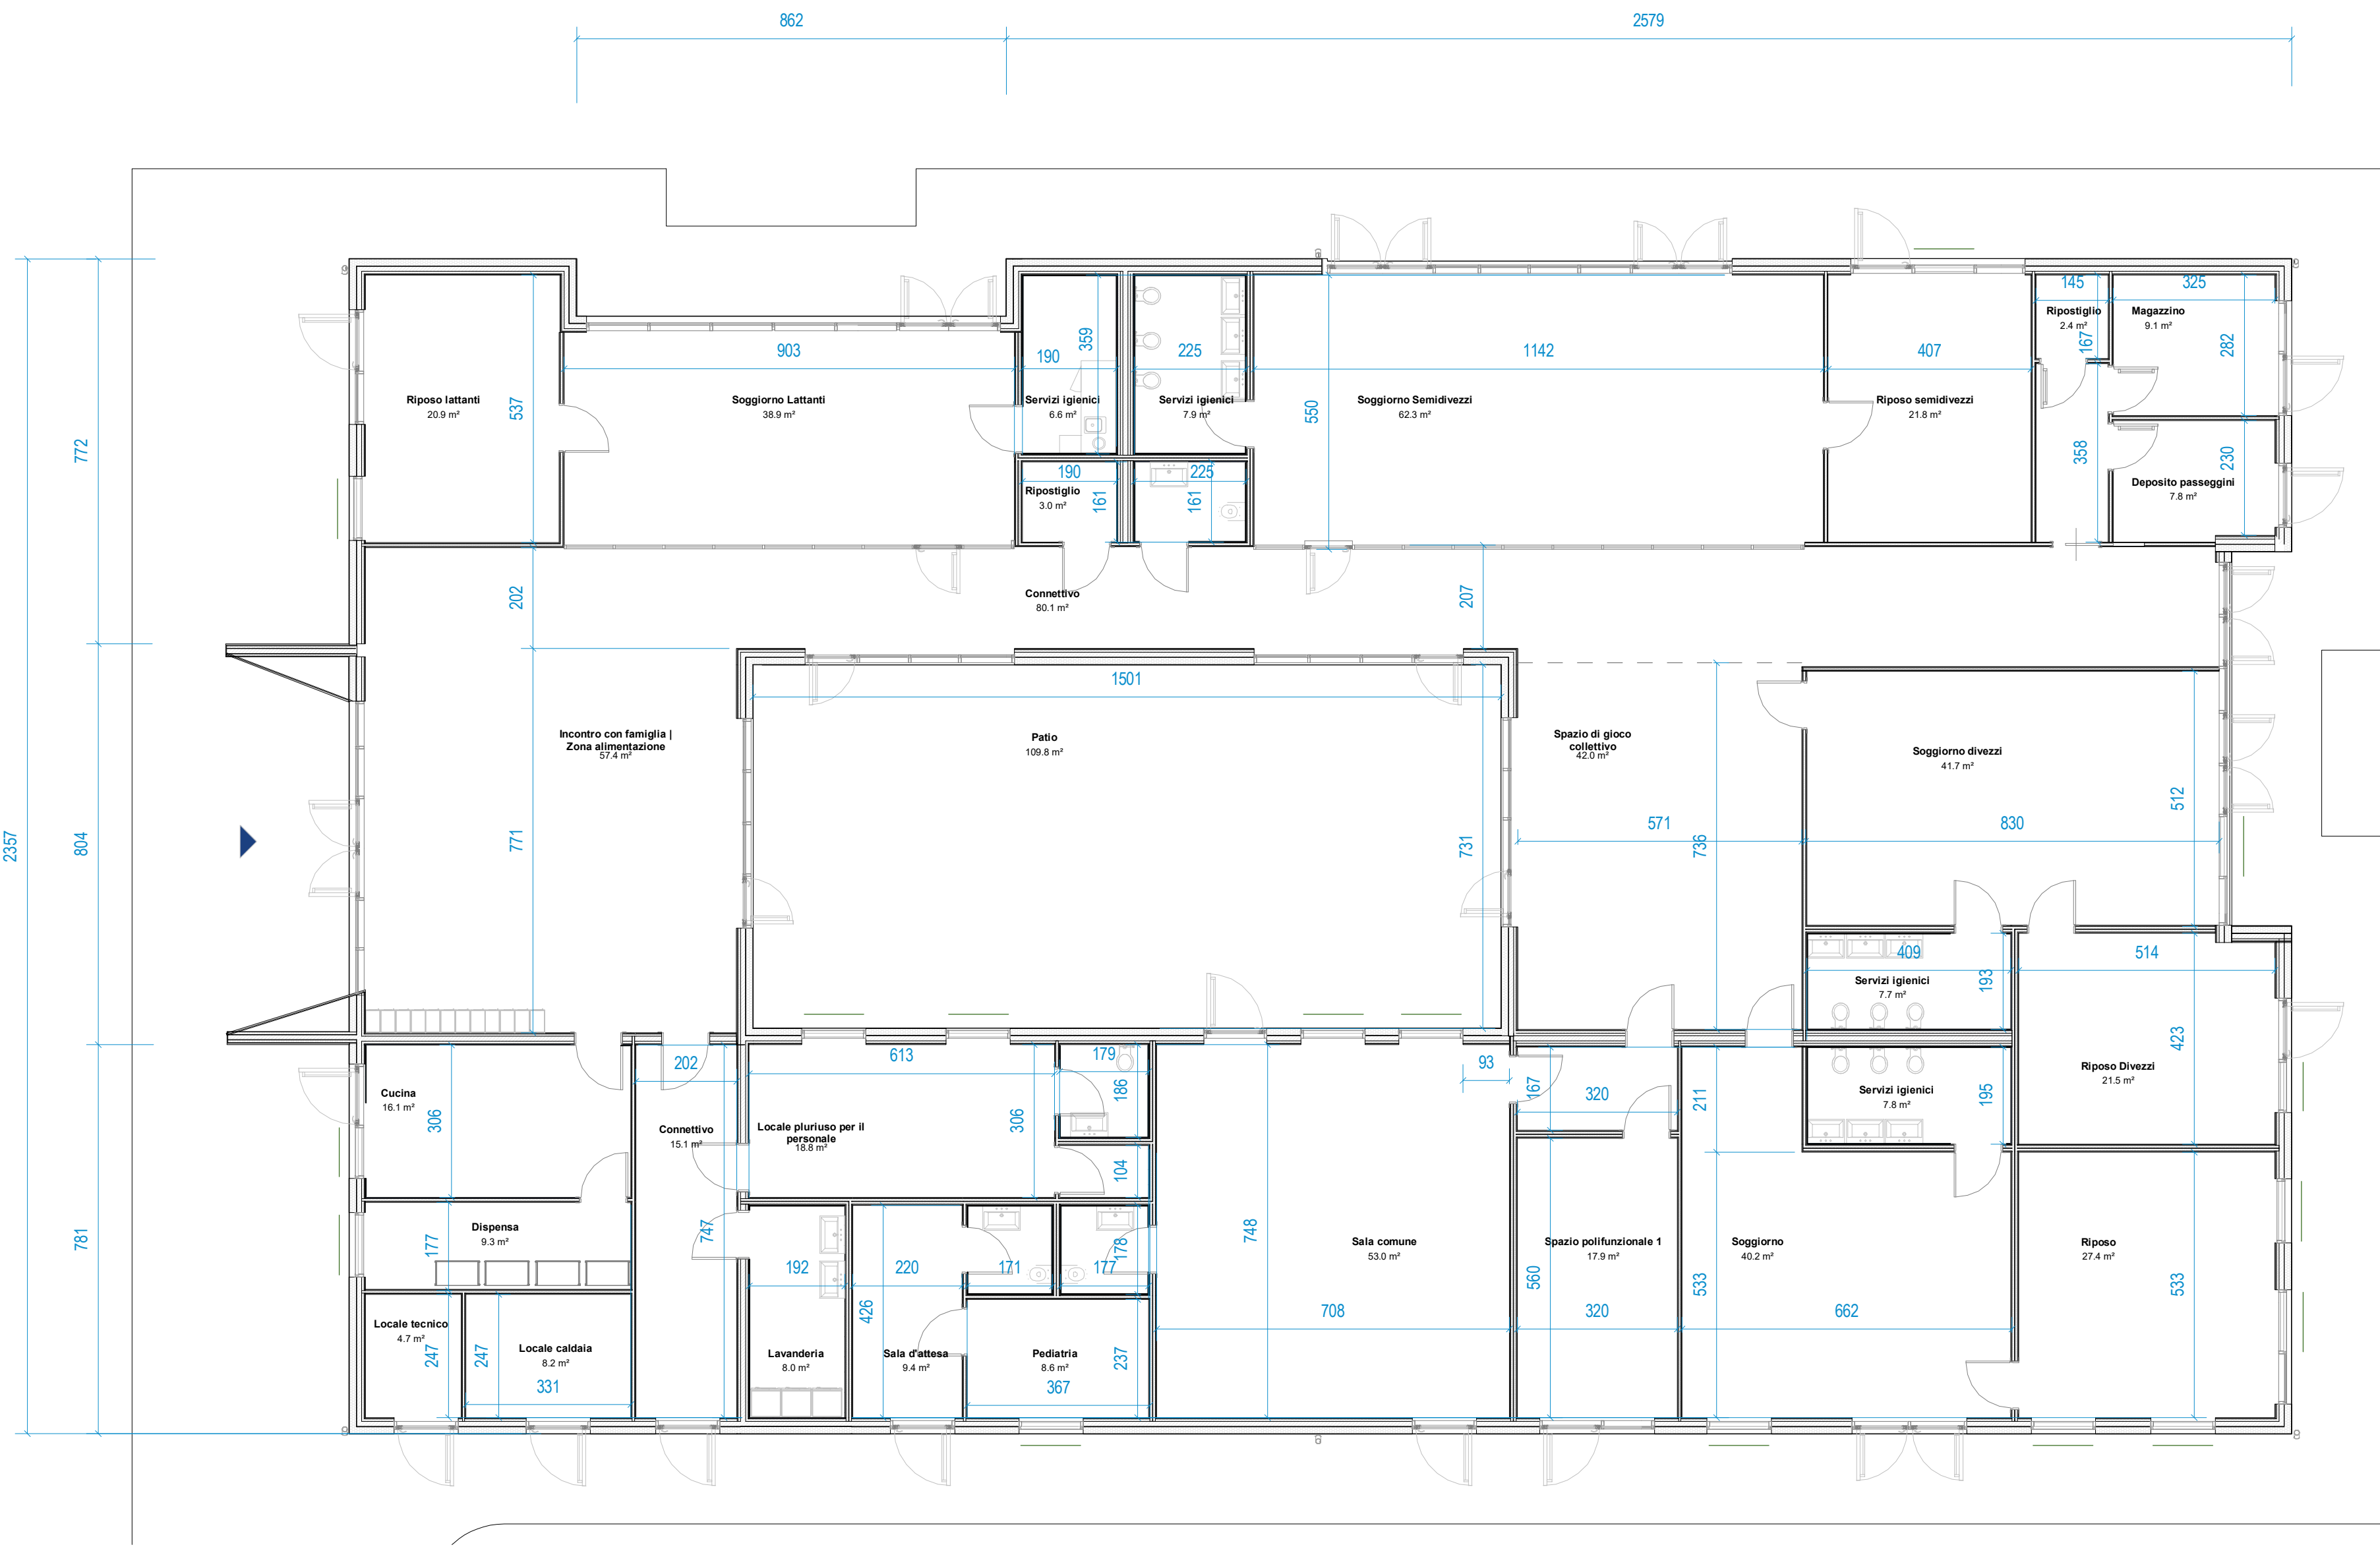 862
2579
145
325
Ripostiglio
2.4 m²
Magazzino
9.1 m²
167
282
359
903
190
225
1142
407
Riposo lattanti
20.9 m²
537
Soggiorno Lattanti
38.9 m²
Servizi igienici
6.6 m²
Servizi igienici
7.9 m²
550
Soggiorno Semidivezzi
62.3 m²
Riposo semidivezzi
21.8 m²
772
358
230
190
225
Ripostiglio
3.0 m²
161
161
Deposito passeggini
7.8 m²
202
Connettivo
80.1 m²
207
1501
Incontro con famiglia |
Zona alimentazione
57.4 m²
Patio
109.8 m²
Spazio di gioco
collettivo
42.0 m²
Soggiorno divezzi
41.7 m²
512
571
830
2357
804
771
731
736
409
514
Servizi igienici
7.7 m²
193
423
202
613
179
93
Cucina
16.1 m²
306
Connettivo
15.1 m²
Locale pluriuso per il
personale
18.8 m²
306
186
167
320
211
Servizi igienici
7.8 m²
195
Riposo Divezzi
21.5 m²
104
781
Dispensa
9.3 m²
177
747
192
220
171
177
178
748
Sala comune
53.0 m²
Spazio polifunzionale 1
17.9 m²
Soggiorno
40.2 m²
Riposo
27.4 m²
560
533
533
426
708
320
662
Locale tecnico
4.7 m²
247
247
Locale caldaia
8.2 m²
331
Lavanderia
8.0 m²
Sala d'attesa
9.4 m²
Pediatria
8.6 m²
237
367